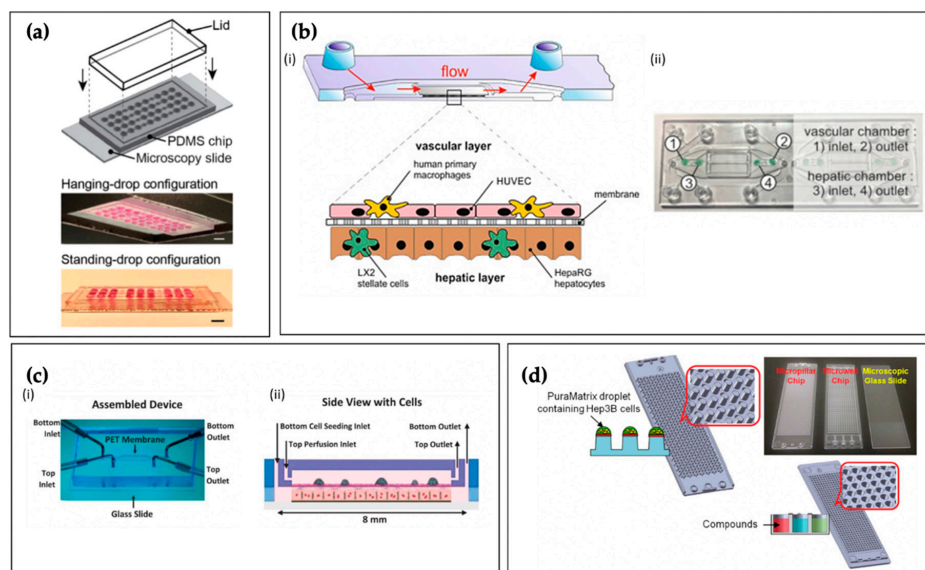 (a)
Lid
PDMS chip
Microscopy slide
Hanging-drop configuration
Standing-drop configuration
(b)
(i)
flow
vascular layer
human primary
macrophages
HUVEC
membrane
LX2
stellate cells
hepatic layer
HepaRG
hepatocytes
(ii)
1
2
3
4
vascular chamber :
1) inlet, 2) outlet
hepatic chamber :
3) inlet, 4) outlet
(c)
(i)
Assembled Device
Bottom
Inlet
PET Membrane
Bottom
Outlet
Top
Inlet
Top
Outlet
Glass Slide
(ii)
Side View with Cells
Bottom Cell Seeding Inlet
Bottom Outlet
Top Perfusion Inlet
Top Outlet
8 mm
(d)
PuraMatrix droplet
containing Hep3B cells
Micropillar
Chip
Microwell
Chip
Microscopic
Glass Slide
Compounds